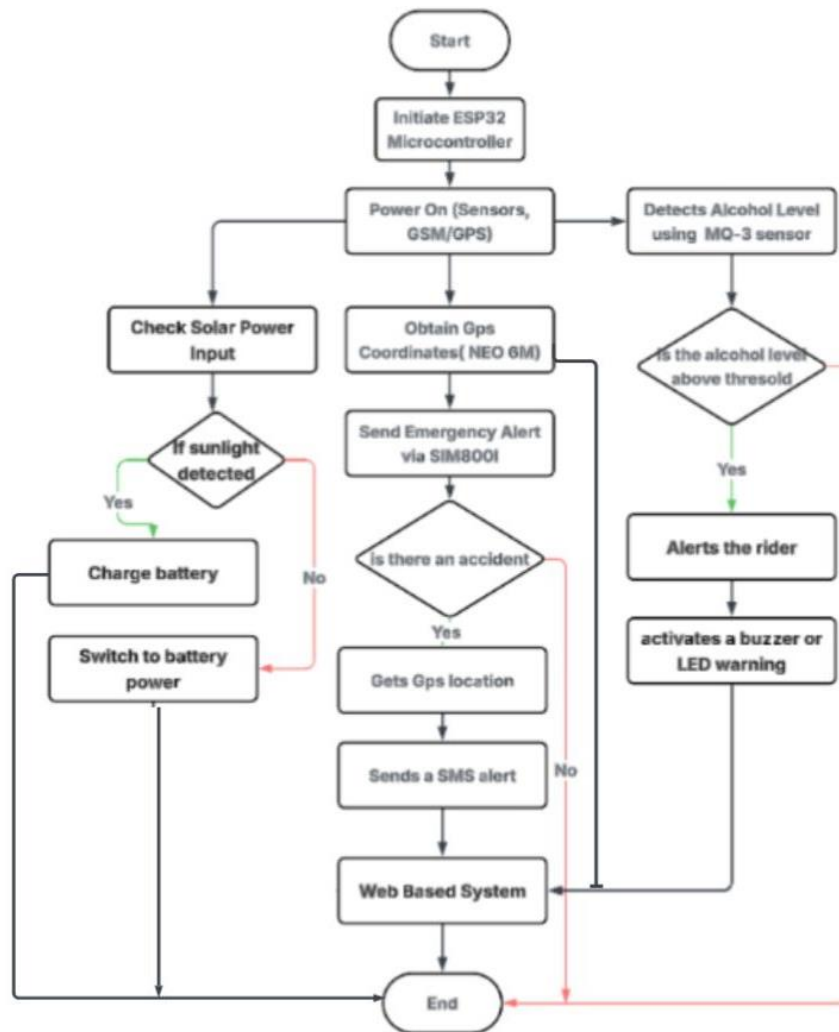 Start
Initiate ESP32
Microcontroller
Power On (Sensors,
GSM/GPS)
Detects Alcohol Level
using MQ-3 sensor
Check Solar Power
Input
Obtain Gps
Coordinates( NEO 6M)
is the alcohol level
above thresold
If sunlight
detected
Send Emergency Alert
via SIM800l
Yes
Yes
Charge battery
is there an accident
Alerts the rider
No
Yes
Switch to battery
power
Gets Gps location
activates a buzzer or
LED warning
Sends a SMS alert
No
Web Based System
End